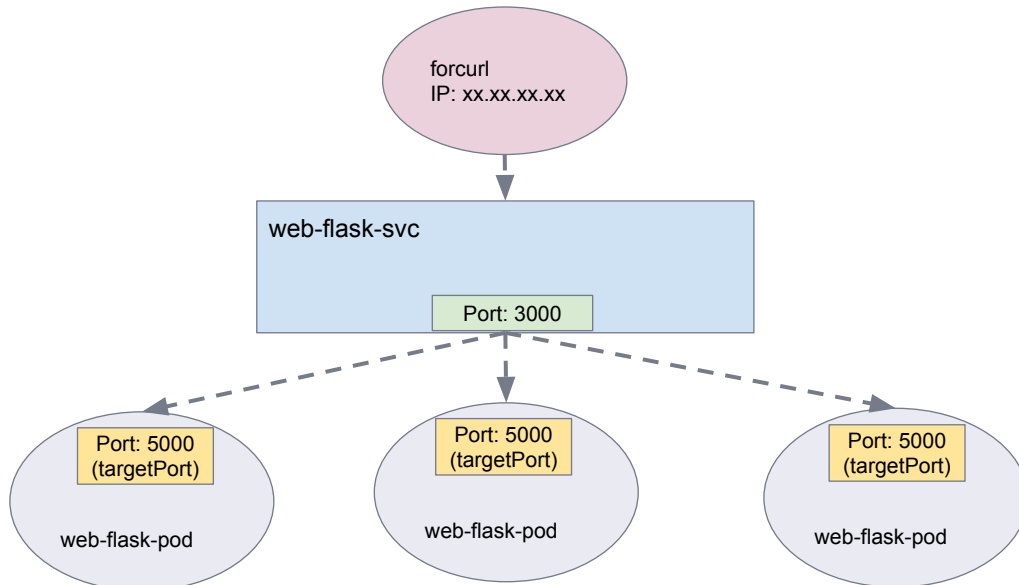 forcurl
IP: xx.xx.xx.xx
web-flask-svc
Port: 3000
Port: 5000
(targetPort)
web-flask-pod
Port: 5000
(targetPort)
web-flask-pod
Port: 5000
(targetPort)
web-flask-pod